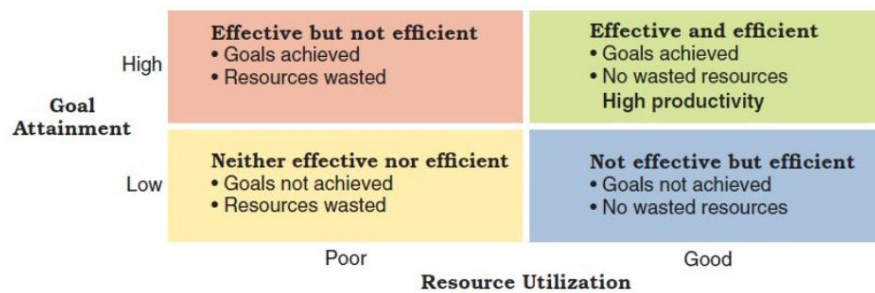 Effective but not efficient
• Goals achieved
• Resources wasted
Effective and efficient
• Goals achieved
• No wasted resources
High productivity
High
Goal
Attainment
Low
Neither effective nor efficient
• Goals not achieved
• Resources wasted
Not effective but efficient
• Goals not achieved
• No wasted resources
Poor
Good
Resource Utilization